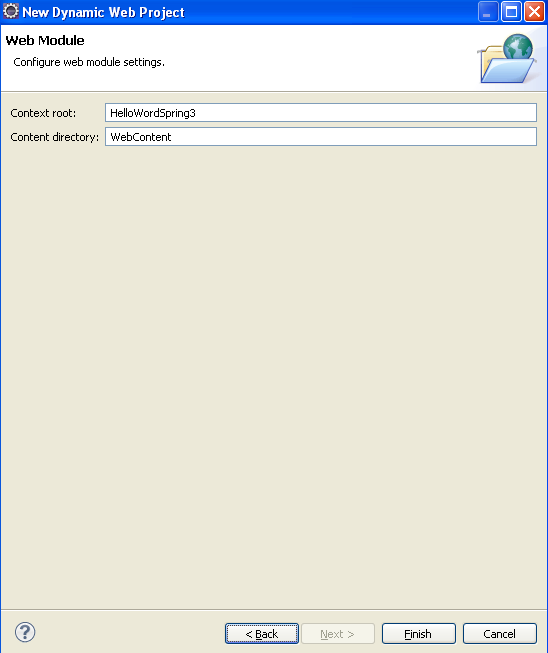 New Dynamic Web Project
Web Module
Configure web module settings.
Context root: HelloWordSpring3
Content directory: WebContent
?
< Back Next > Finish Cancel